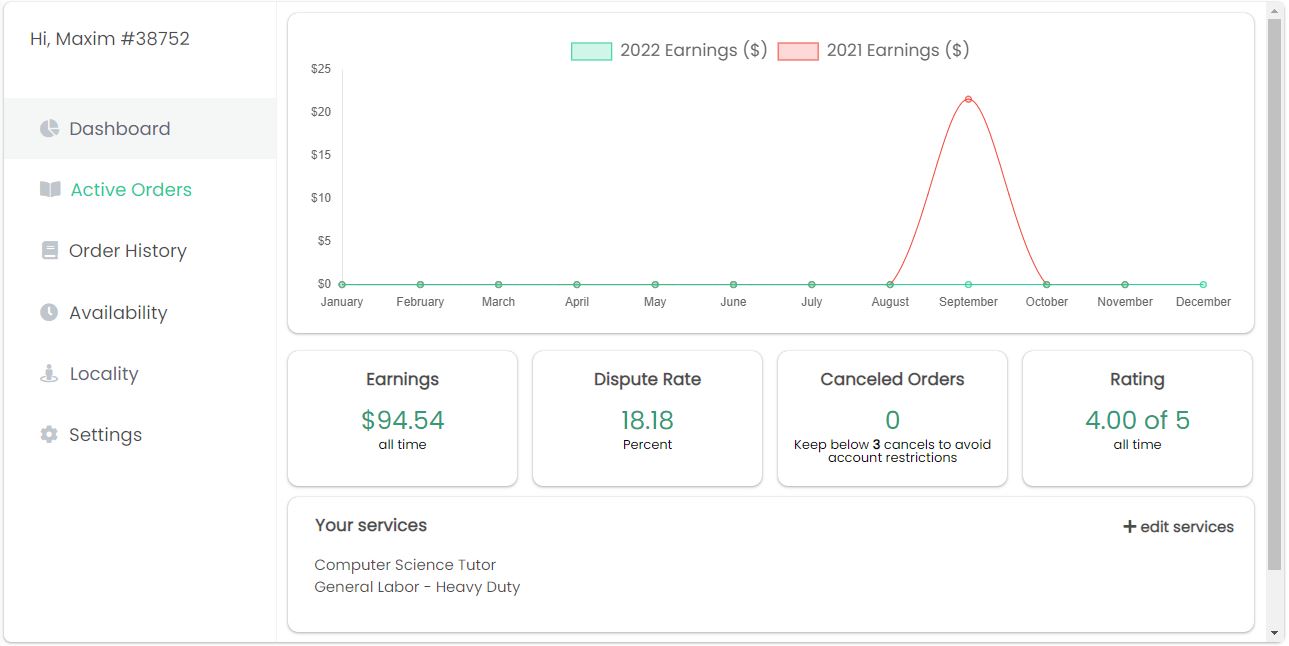 Hi, Maxim #38752
Dashboard
Active Orders
Order History
Availability
Locality
Settings
2022 Earnings ($) 2021 Earnings ($)
$25
$20
$15
$10
$5
$0
January February March April May June July August September October November December
Earnings
$94.54
all time
Dispute Rate
18.18
Percent
Canceled Orders
0
Keep below 3 cancels to avoid
account restrictions
Rating
4.00 of 5
all time
Your services
+ edit services
Computer Science Tutor
General Labor - Heavy Duty